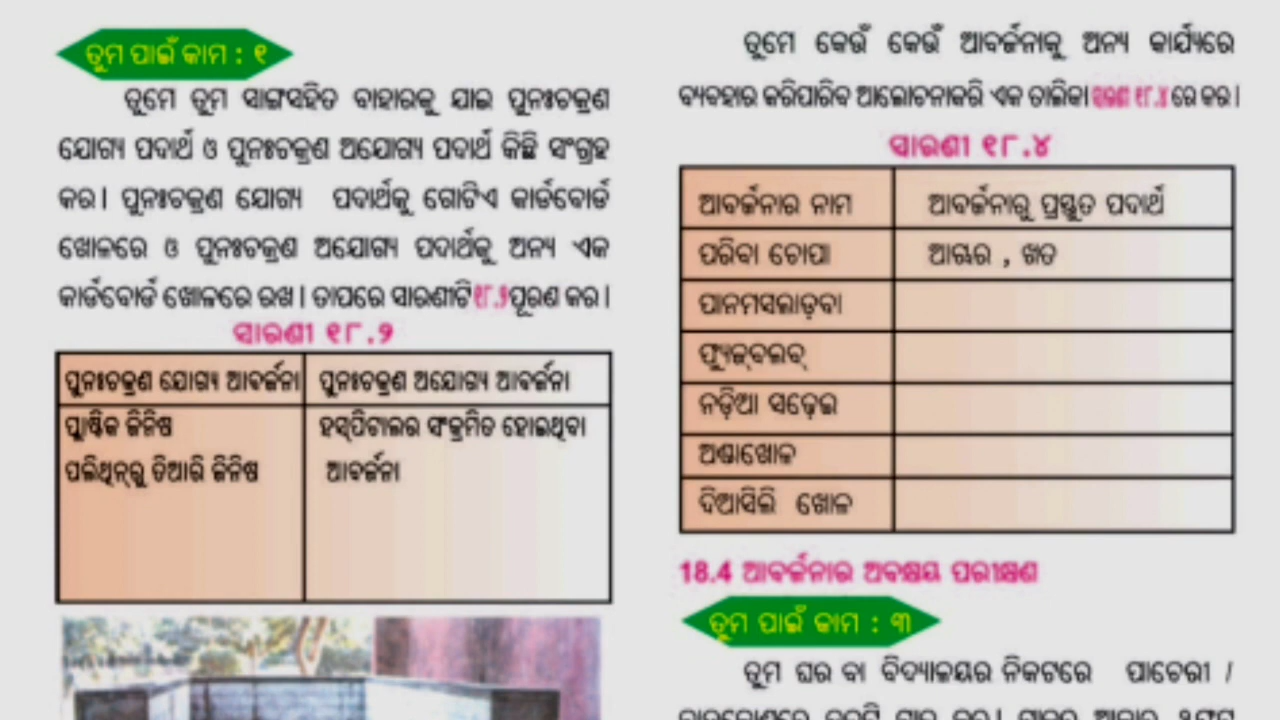 ତୁମ ପାଇଁ କାମ : ୧
ତୁମେ ତୁମ ସାଙ୍ଗସହିତ ବାହାରକୁ ଯାଇ ପୁନଃଚକ୍ରଣ
ଯୋଗ୍ୟ ପଦାର୍ଥ ଓ ପୁନଃଚକ୍ରଣ ଅଯୋଗ୍ୟ ପଦାର୍ଥ କିଛି ସଂଗ୍ରହ
କର। ପୁନଃଚକ୍ରଣ ଯୋଗ୍ୟ ପଦାର୍ଥକୁ ଗୋଟିଏ କାର୍ଡବୋର୍ଡ
ଖୋଳରେ ଓ ପୁନଃଚକ୍ରଣ ଅଯୋଗ୍ୟ ପଦାର୍ଥକୁ ଅନ୍ୟ ଏକ
କାର୍ଡବୋର୍ଡ ଖୋଳରେ ରଖ। ତାପରେ ସାରଣୀଟି ପୂରଣ କର।
ସାରଣୀ ୧୮.୨
ପୁନଃଚକ୍ରଣ ଯୋଗ୍ୟ ଆବର୍ଜନା
ପୁନଃଚକ୍ରଣ ଅଯୋଗ୍ୟ ଆବର୍ଜନା
ପ୍ଲାଷ୍ଟିକ ଜିନିଷ
ପଲିଥିନ୍‌ରୁ ତିଆରି ଜିନିଷ
ହସ୍‌ପିଟାଲର ସଂକ୍ରମିତ ହୋଇଥିବା
ଆବର୍ଜନା
ତୁମେ କେଉଁ କେଉଁ ଆବର୍ଜନାକୁ ଅନ୍ୟ କାର୍ଯ୍ୟରେ
ବ୍ୟବହାର କରିପାରିବ ଆଲୋଚନାକରି ଏକ ତାଲିକା ୧୮.୪ ରେ କର।
ସାରଣୀ ୧୮.୪
ଆବର୍ଜନାର ନାମ
ଆବର୍ଜନାରୁ ପ୍ରସ୍ତୁତ ପଦାର୍ଥ
ପରିବା ଚୋପା
ଆଚ୍ଚାର , ଖତ
ପାନମସଲାଡ଼ବା
ଫ୍ୟୁଜ୍‌ବଲବ୍
ନଡ଼ିଆ ସଢ଼େଇ
ଅଣ୍ଡାଖୋଳ
ଦିଆସିଲି ଖୋଳ
18.4 ଆବର୍ଜନାର ଅବକ୍ଷୟ ପରୀକ୍ଷଣ
ତୁମ ପାଇଁ କାମ : ୩
ତୁମ ଘର ବା ବିଦ୍ୟାଳୟର ନିକଟରେ ପାଚେରୀ /